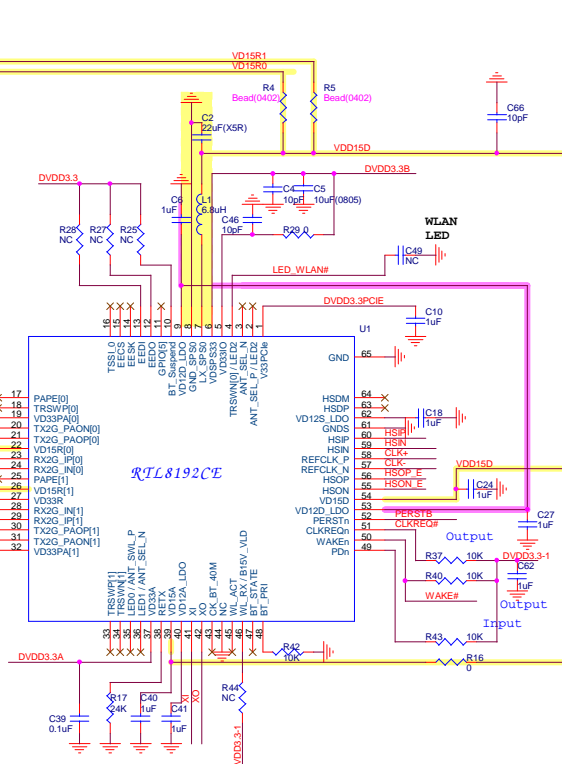 VD15R1
VD15R0
R4
R5
Bead(0402)
Bead(0402)
C66
10pF
C2
22uF(X5R)
VDD15D
DVDD3.3
DVDD3.3B
C6
1uF
L1
6.8uH
C4
10pF
C5
10uF(0805)
C46
10pF
R29 0
R28
NC
R27
NC
R25
NC
WLAN
LED
C49
NC
LED_WLAN#
DVDD3.3PCIE
C10
1uF
U1
16
15
14
13
12
11
10
9
8
7
6
5
4
3
2
1
TSSI_0
EECS
EESK
EEDI
EEDO
GPIO[5]
BT_Suspend
VD12D_LDO
GND_SPS0
LX_SPS0
VDSPS33
VD33IO
TRSWN[0] / LED2
ANT_SEL_N
ANT_SEL_P / LED2
V33PCIe
GND
65
17 PAPE[0]
18 TRSWP[0]
19 VD33PA[0]
20 TX2G_PAON[0]
21 TX2G_PAOP[0]
22 VD15R[0]
23 RX2G_IP[0]
24 RX2G_IN[0]
25 PAPE[1]
26 VD15R[1]
27 VD33R
28 RX2G_IN[1]
29 RX2G_IP[1]
30 TX2G_PAOP[1]
31 TX2G_PAON[1]
32 VD33PA[1]
RTL8192CE
HSDM 64
HSDP 63
VD12S_LDO 62
GNDS 61
HSIP 60 HSIP
HSIN 59 HSIN
REFCLK_P 58 CLK+
REFCLK_N 57 CLK-
HSOP 56 HSOP_E
HSON 55 HSON_E
VD15D 54
VD12D_LDO 53
PERSTn 52 PERSTB
CLKREQn 51 CLKREQ#
WAKEn 50
PDn 49
C18
1uF
VDD15D
C24
1uF
C27
1uF
Output
R37 10K
DVDD3.3-1
C62
1uF
R40 10K
WAKE#
Output
Input
R43 10K
R16
0
TRSWP[1]
TRSWN[1]
LED0 / ANT_SWL_P
LED1 / ANT_SEL_N
VD33A
RETX
VD15A
VD12A_LDO
XI
XO
CK_BT_40M
NC
WL_ACT
WL_RX / B15V_VLD
BT_STATE
BT_PRI
33
34
35
36
37
38
39
40
41
42
43
44
45
46
47
48
R42
10K
DVDD3.3A
R17
24K
C40
1uF
C41
1uF
C39
0.1uF
XI
XO
R44
NC
VDD3.3-1